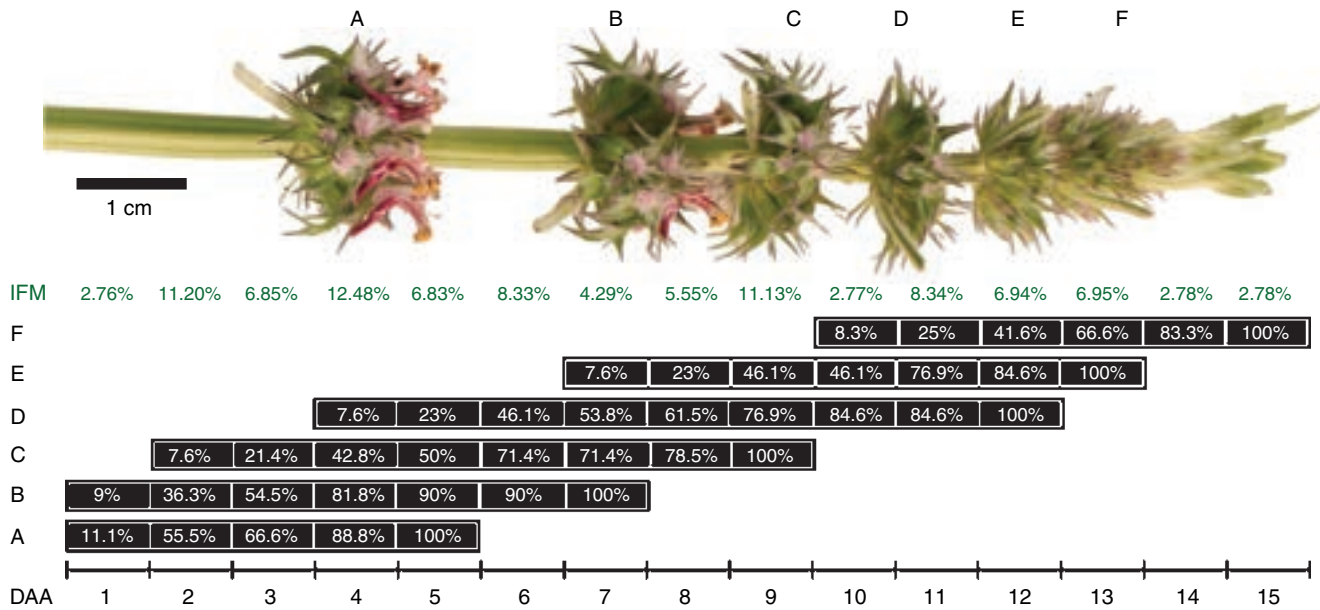 A B C D E F
1 cm
IFM 2.76% 11.20% 6.85% 12.48% 6.83% 8.33% 4.29% 5.55% 11.13% 2.77% 8.34% 6.94% 6.95% 2.78% 2.78%
F 8.3% 25% 41.6% 66.6% 83.3% 100%
E 7.6% 23% 46.1% 46.1% 76.9% 84.6% 100%
D 7.6% 23% 46.1% 53.8% 61.5% 76.9% 84.6% 84.6% 100%
C 7.6% 21.4% 42.8% 50% 71.4% 71.4% 78.5% 100%
B 9% 36.3% 54.5% 81.8% 90% 90% 100%
A 11.1% 55.5% 66.6% 88.8% 100%
DAA 1 2 3 4 5 6 7 8 9 10 11 12 13 14 15